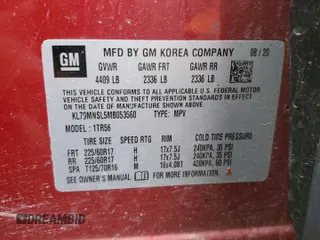 GM
MFD BY GM KOREA COMPANY 08/20
GVWR GAWR FRT GAWR RR
4409 LB 2336 LB 2336 LB
THIS VEHICLE CONFORMS TO ALL APPLICABLE U.S. FEDERAL MOTOR
VEHICLE SAFETY, BUMPER, AND THEFT PREVENTION STANDARDS IN
EFFECT ON THE DATE OF MANUFACTURE SHOWN ABOVE.
KL79MNSL5MB053560 TYPE: MPV
MODEL: 1TR56
TIRE SIZE SPEED RTG RIM COLD TIRE PRESSURE
FRT 225/60R17 H 17x7.5J 240KPA, 35 PSI
RR 225/60R17 H 17x7.5J 240KPA, 35 PSI
SPA T125/70R16 M 16x4.0BT 420KPA, 60 PSI
SEE OWNER'S MANUAL
DREAMBID